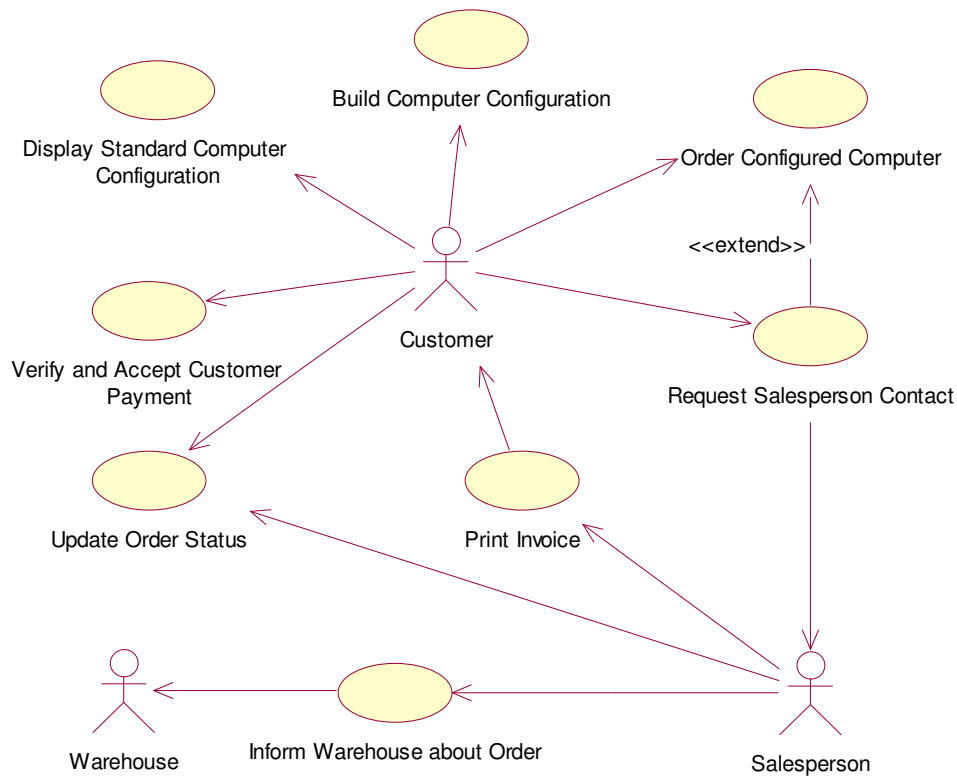 Build Computer Configuration
Display Standard Computer
Configuration
Order Configured Computer
<<extend>>
Customer
Verify and Accept Customer
Payment
Request Salesperson Contact
Update Order Status
Print Invoice
Warehouse
Inform Warehouse about Order
Salesperson